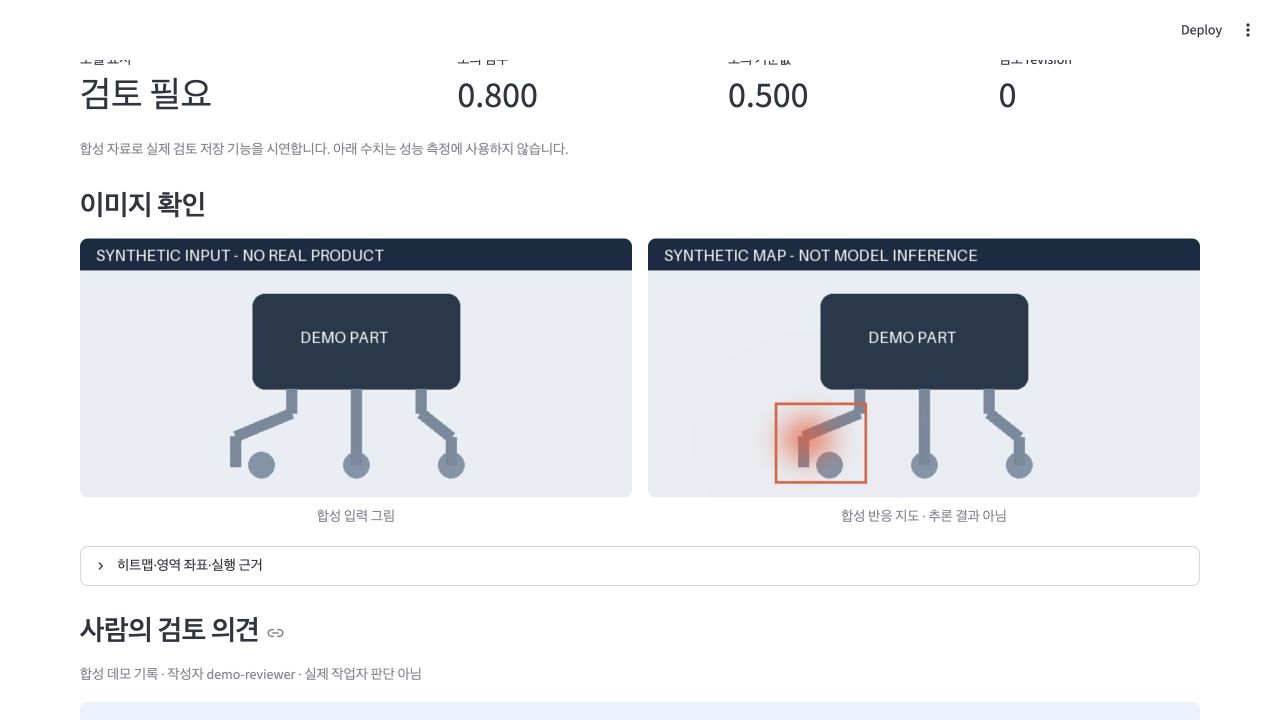 Deploy
검토 필요
0.800
0.500
0
합성 자료로 실제 검토 저장 기능을 시연합니다. 아래 수치는 성능 측정에 사용하지 않습니다.
이미지 확인
SYNTHETIC INPUT - NO REAL PRODUCT
DEMO PART
합성 입력 그림
SYNTHETIC MAP - NOT MODEL INFERENCE
DEMO PART
합성 반응 지도 · 추론 결과 아님
히트맵·영역 좌표·실행 근거
사람의 검토 의견
합성 데모 기록 · 작성자 demo-reviewer · 실제 작업자 판단 아님